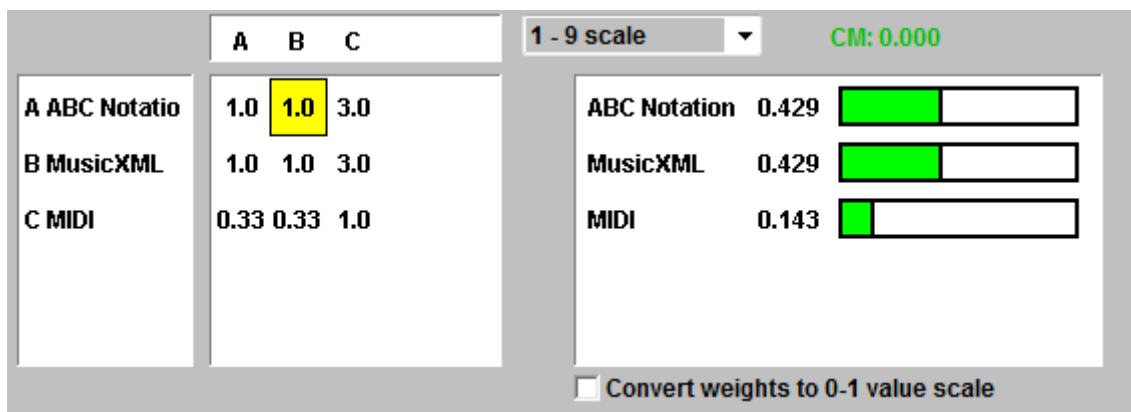 A B C
1 - 9 scale
CM: 0.000
A ABC Notatio 1.0 1.0 3.0
B MusicXML 1.0 1.0 3.0
C MIDI 0.33 0.33 1.0
ABC Notation 0.429
MusicXML 0.429
MIDI 0.143
Convert weights to 0-1 value scale